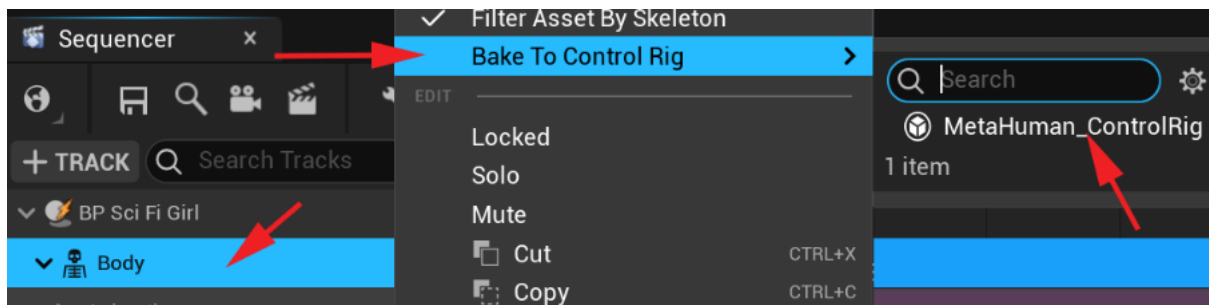 Sequencer ×
+ TRACK
Search Tracks
BP Sci Fi Girl
Body
Filter Asset By Skeleton
Bake To Control Rig
EDIT
Locked
Solo
Mute
Cut CTRL+X
Copy CTRL+C
Search
MetaHuman_ControlRig
1 item